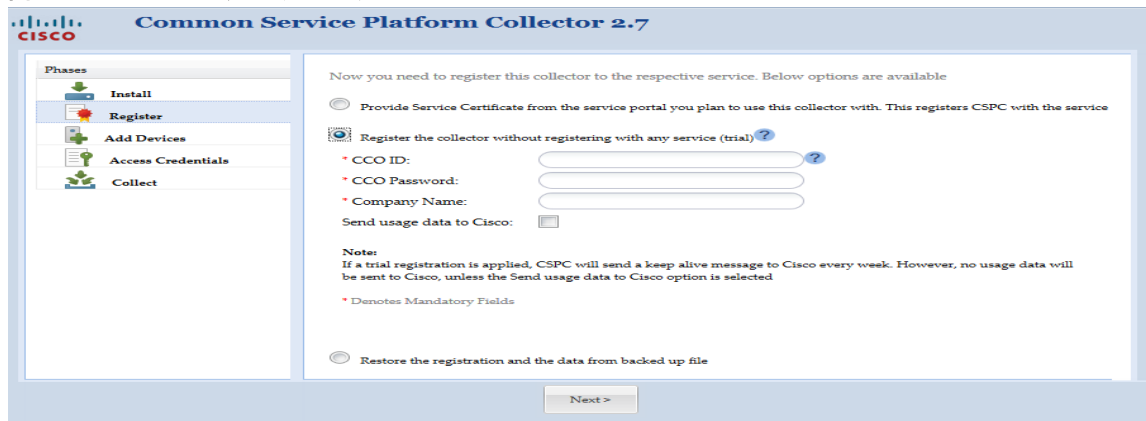 CISCO
Common Service Platform Collector 2.7
Phases
Install
Register
Add Devices
Access Credentials
Collect
Now you need to register this collector to the respective service. Below options are available
Provide Service Certificate from the service portal you plan to use this collector with. This registers CSPC with the service
Register the collector without registering with any service (trial) ?
* CCO ID: ?
* CCO Password:
* Company Name:
Send usage data to Cisco:
Note:
If a trial registration is applied, CSPC will send a keep alive message to Cisco every week. However, no usage data will
be sent to Cisco, unless the Send usage data to Cisco option is selected
* Denotes Mandatory Fields
Restore the registration and the data from backed up file
Next >